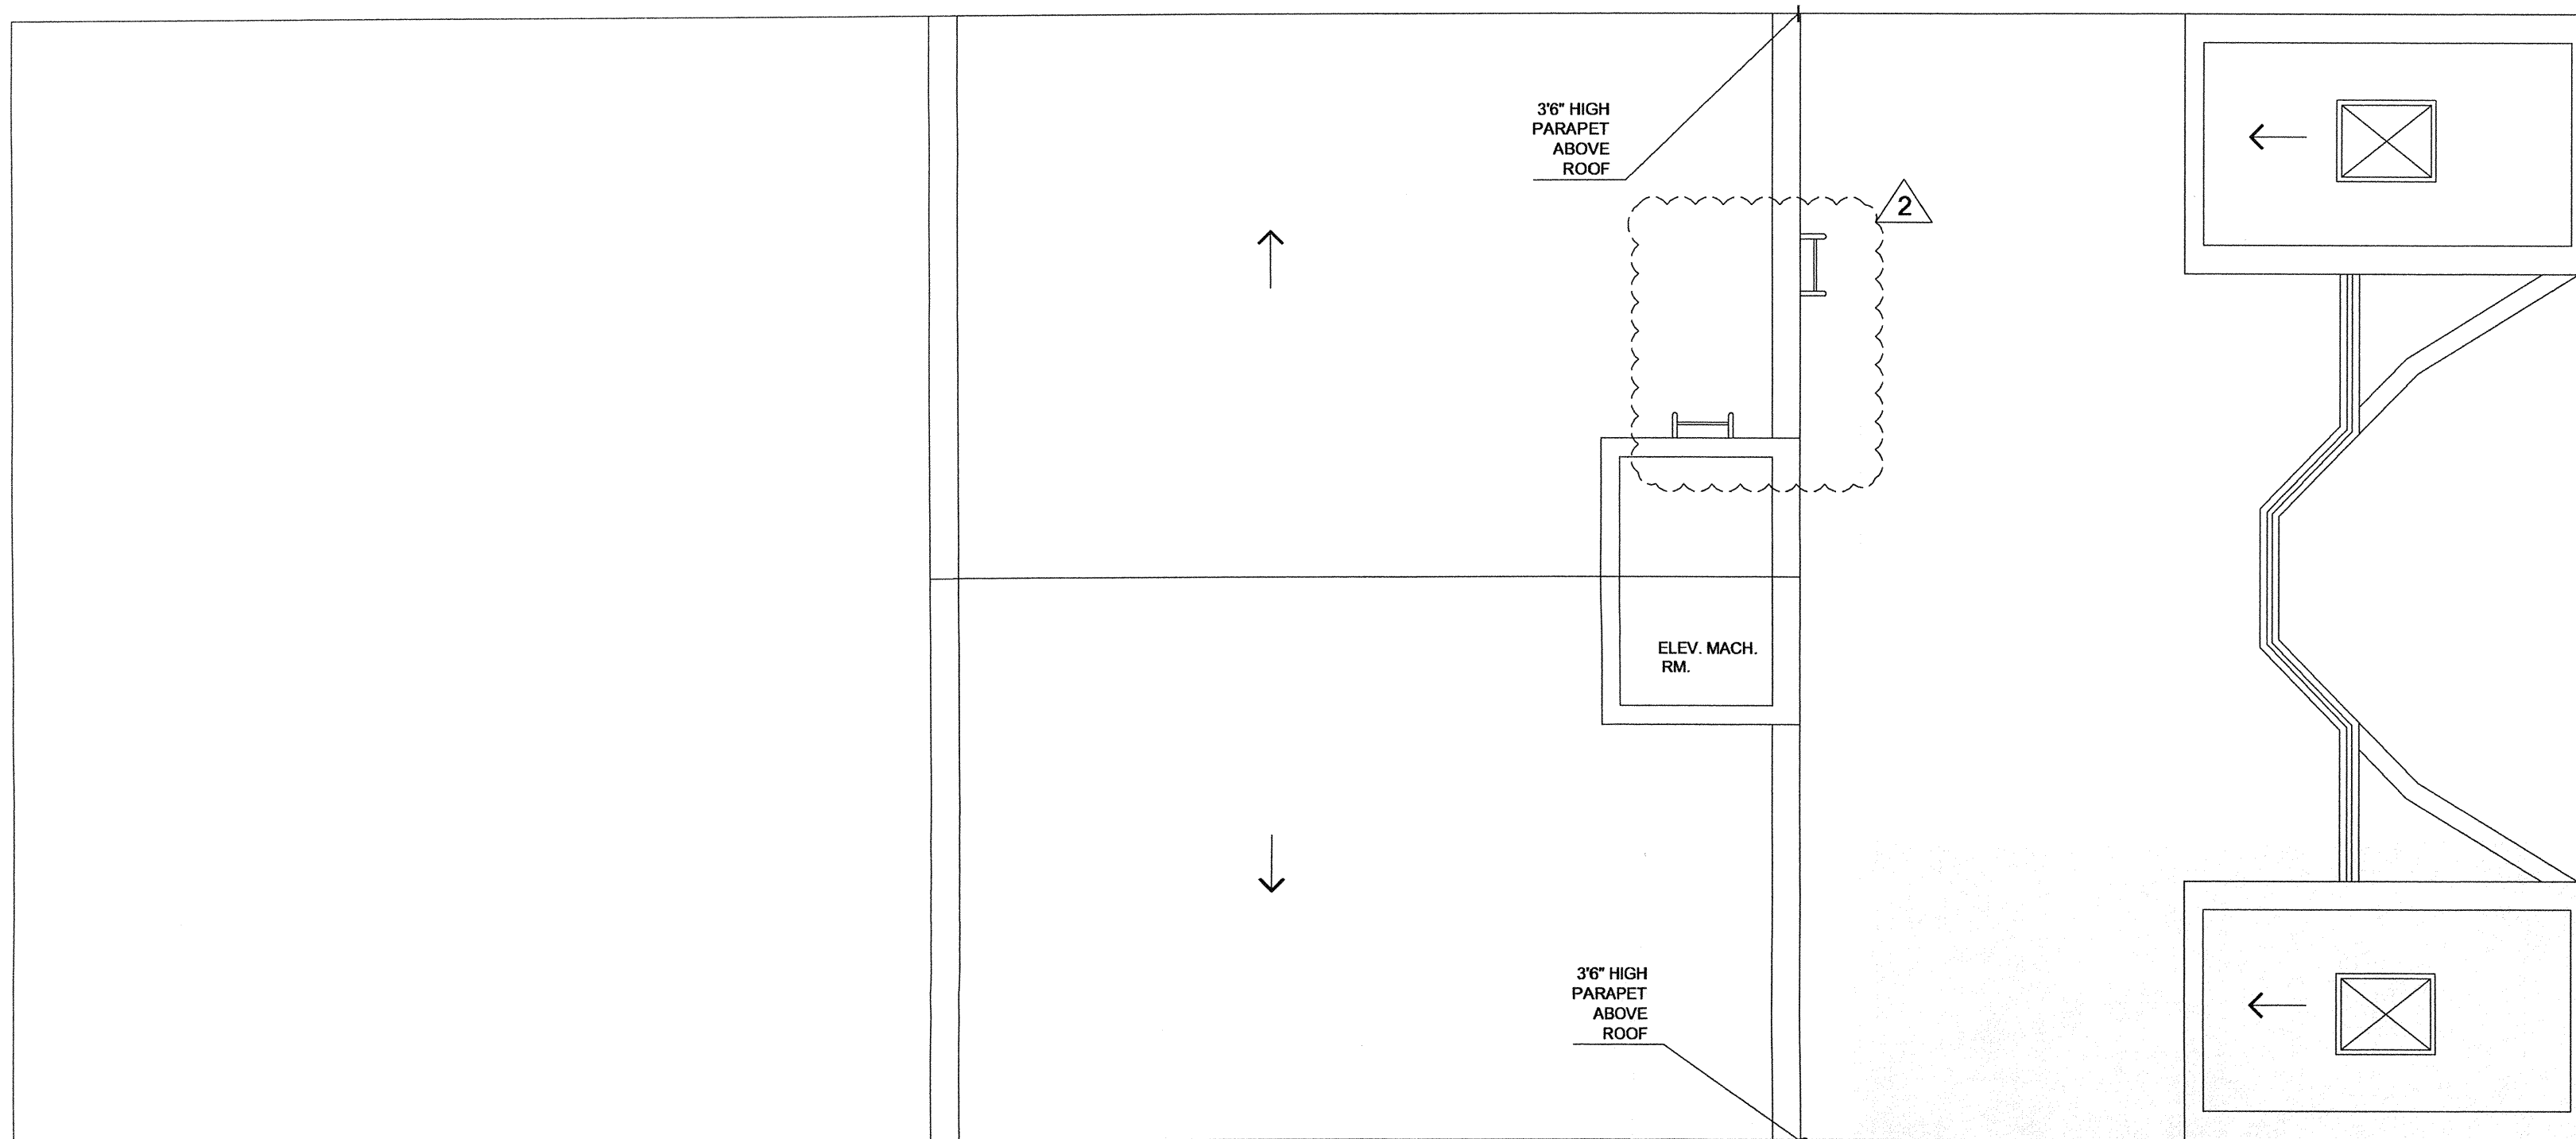 3'6" HIGH
PARAPET
ABOVE
ROOF
2
ELEV. MACH.
RM.
3'6" HIGH
PARAPET
ABOVE
ROOF